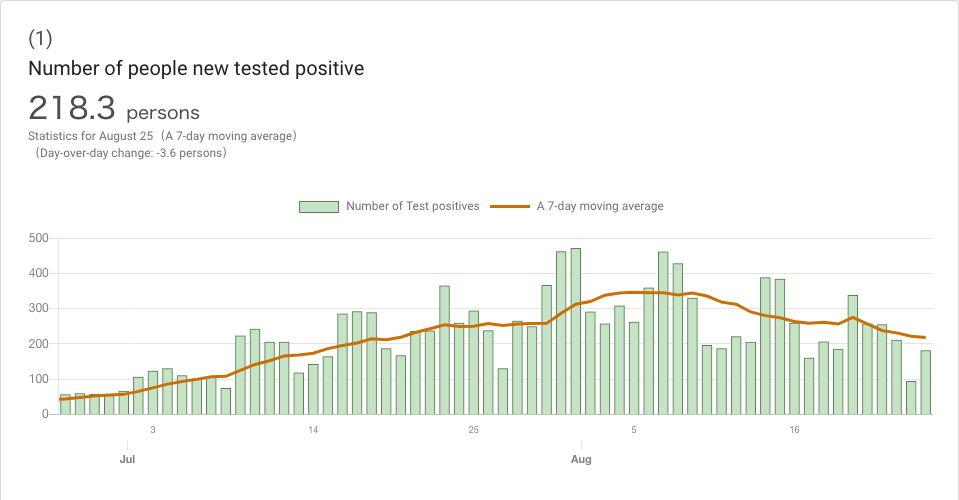 (1)
Number of people new tested positive
218.3 persons
Statistics for August 25（A 7-day moving average）
（Day-over-day change: -3.6 persons）
Number of Test positives A 7-day moving average
500
400
300
200
100
0
3 14 25 5 16
Jul Aug